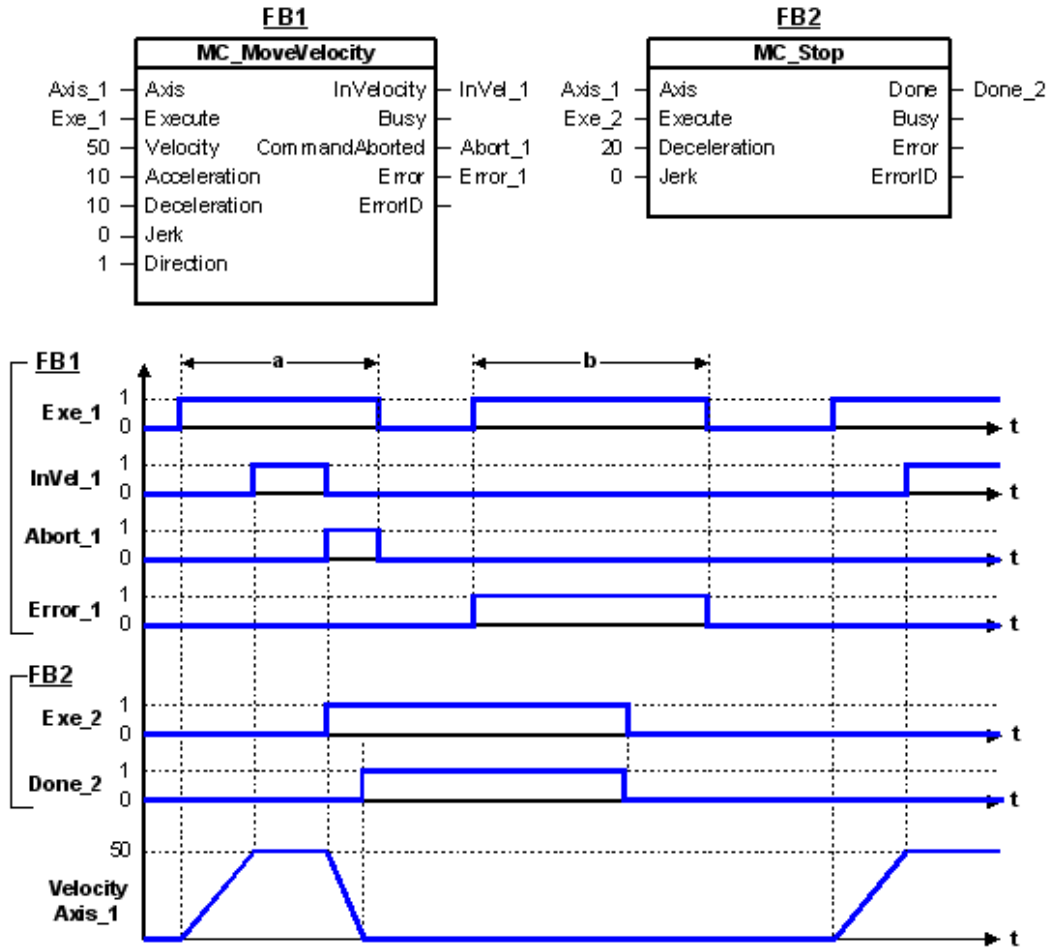 FB1
FB2
MC_MoveVelocity
MC_Stop
Axis_1 Axis InVelocity InVel_1
Axis_1 Axis Done Done_2
Exe_1 Execute Busy
Exe_2 Execute Busy
50 Velocity CommandAborted Abort_1
20 Deceleration Error
10 Acceleration Error Error_1
0 Jerk ErrorID
10 Deceleration ErrorID
0 Jerk
1 Direction
FB1
a
b
1
Exe_1
0
t
1
InVel_1
0
t
1
Abort_1
0
t
1
Error_1
0
t
FB2
1
Exe_2
0
t
1
Done_2
0
t
50
Velocity
Axis_1
t